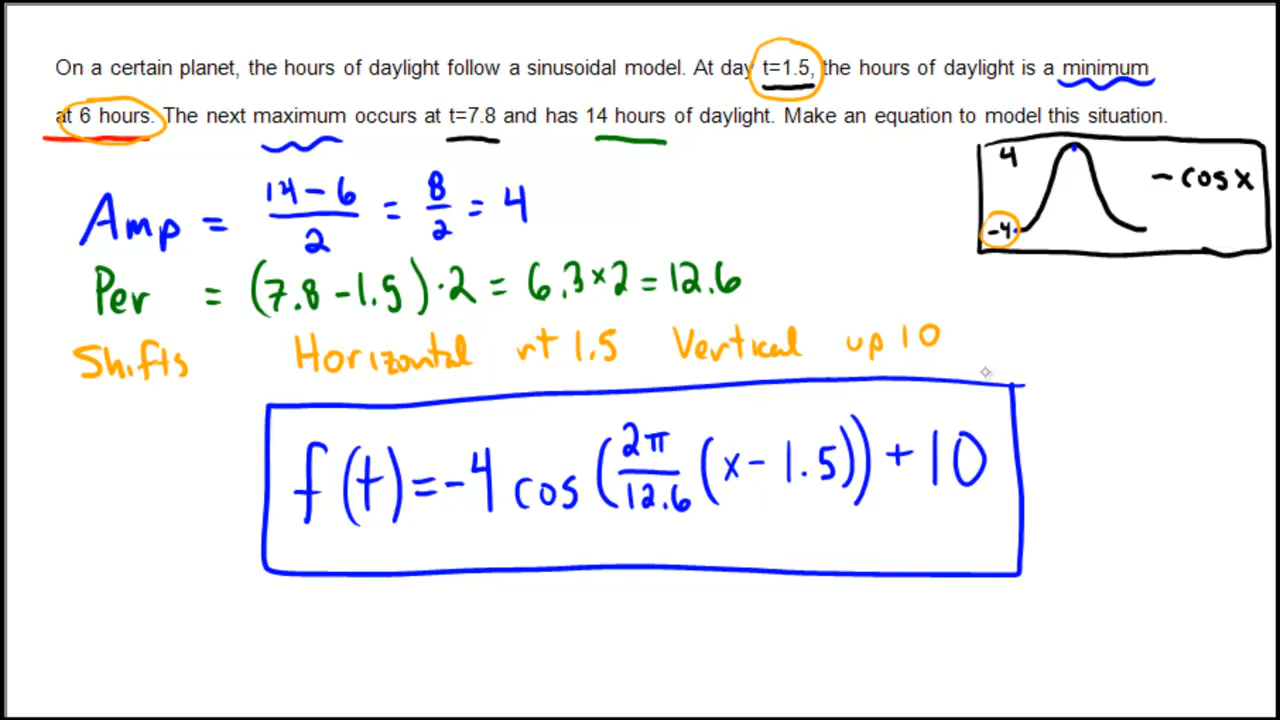 On a certain planet, the hours of daylight follow a sinusoidal model. At day t=1.5, the hours of daylight is a minimum
at 6 hours. The next maximum occurs at t=7.8 and has 14 hours of daylight. Make an equation to model this situation.
4
- cosx
-4
Amp = (14-6)/2 = 8/2 = 4
Per = (7.8-1.5)·2 = 6.3×2 = 12.6
Shifts Horizontal rt 1.5 Vertical up 10
f(t) = -4 cos(2π/12.6 (x-1.5)) + 10